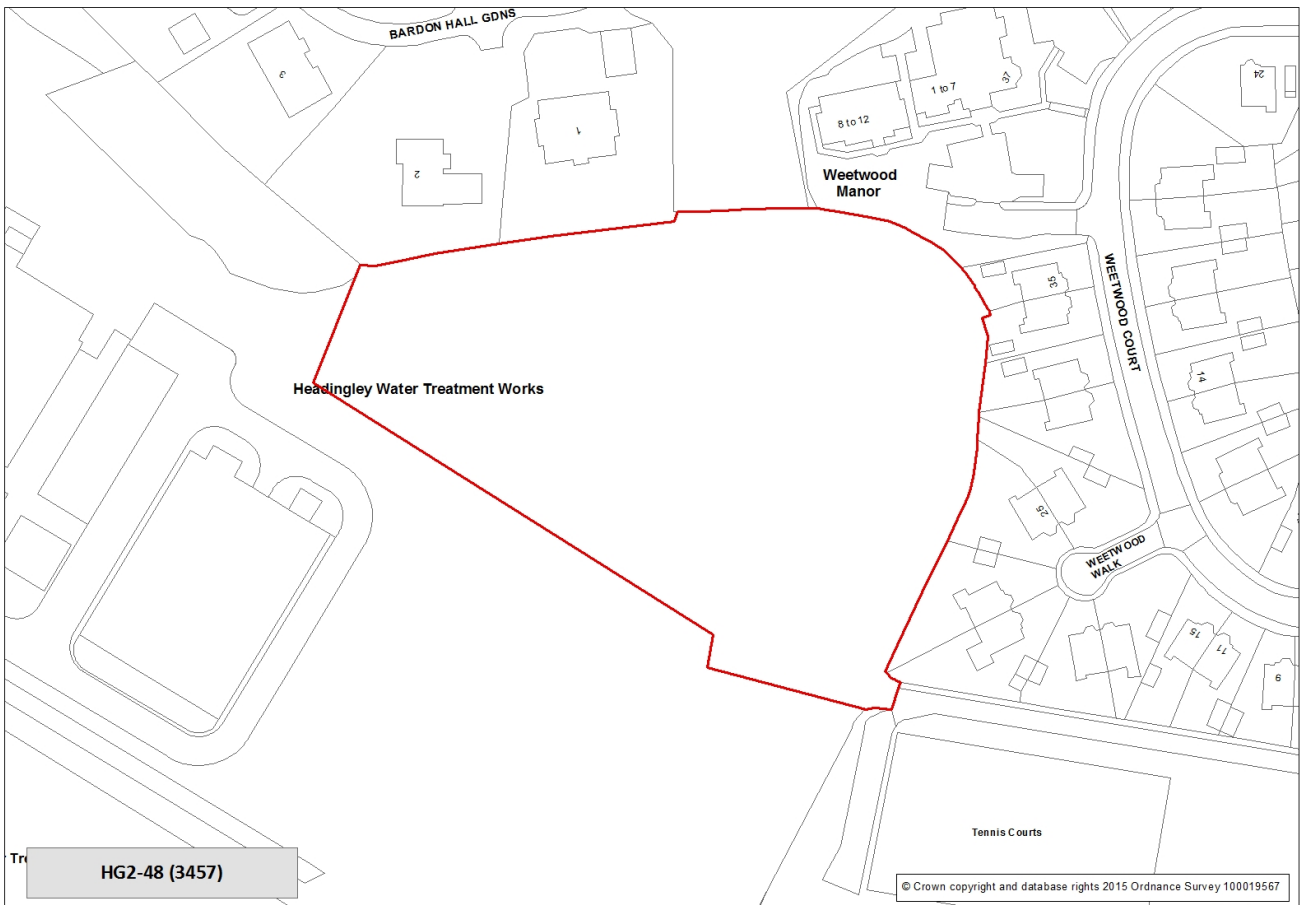 BARDON HALL GDNS
3
24
1 to 7
37
1
8 to 12
2
Weetwood
Manor
35
WEETWOOD COURT
14
Headingley Water Treatment Works
25
WEETWOOD
WALK
15
11
9
Tennis Courts
HG2-48 (3457)
© Crown copyright and database rights 2015 Ordnance Survey 100019567